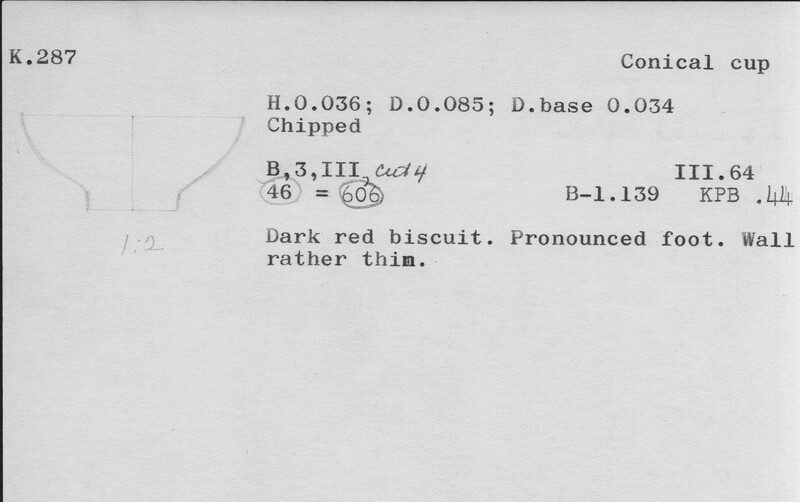 K.287
Conical cup
H.0.036; D.0.085; D.base 0.034
Chipped
B,3,III, cut 4 III.64
46 = 606 B-1.139 KPB .44
Dark red biscuit. Pronounced foot. Wall
rather thin.
1:2